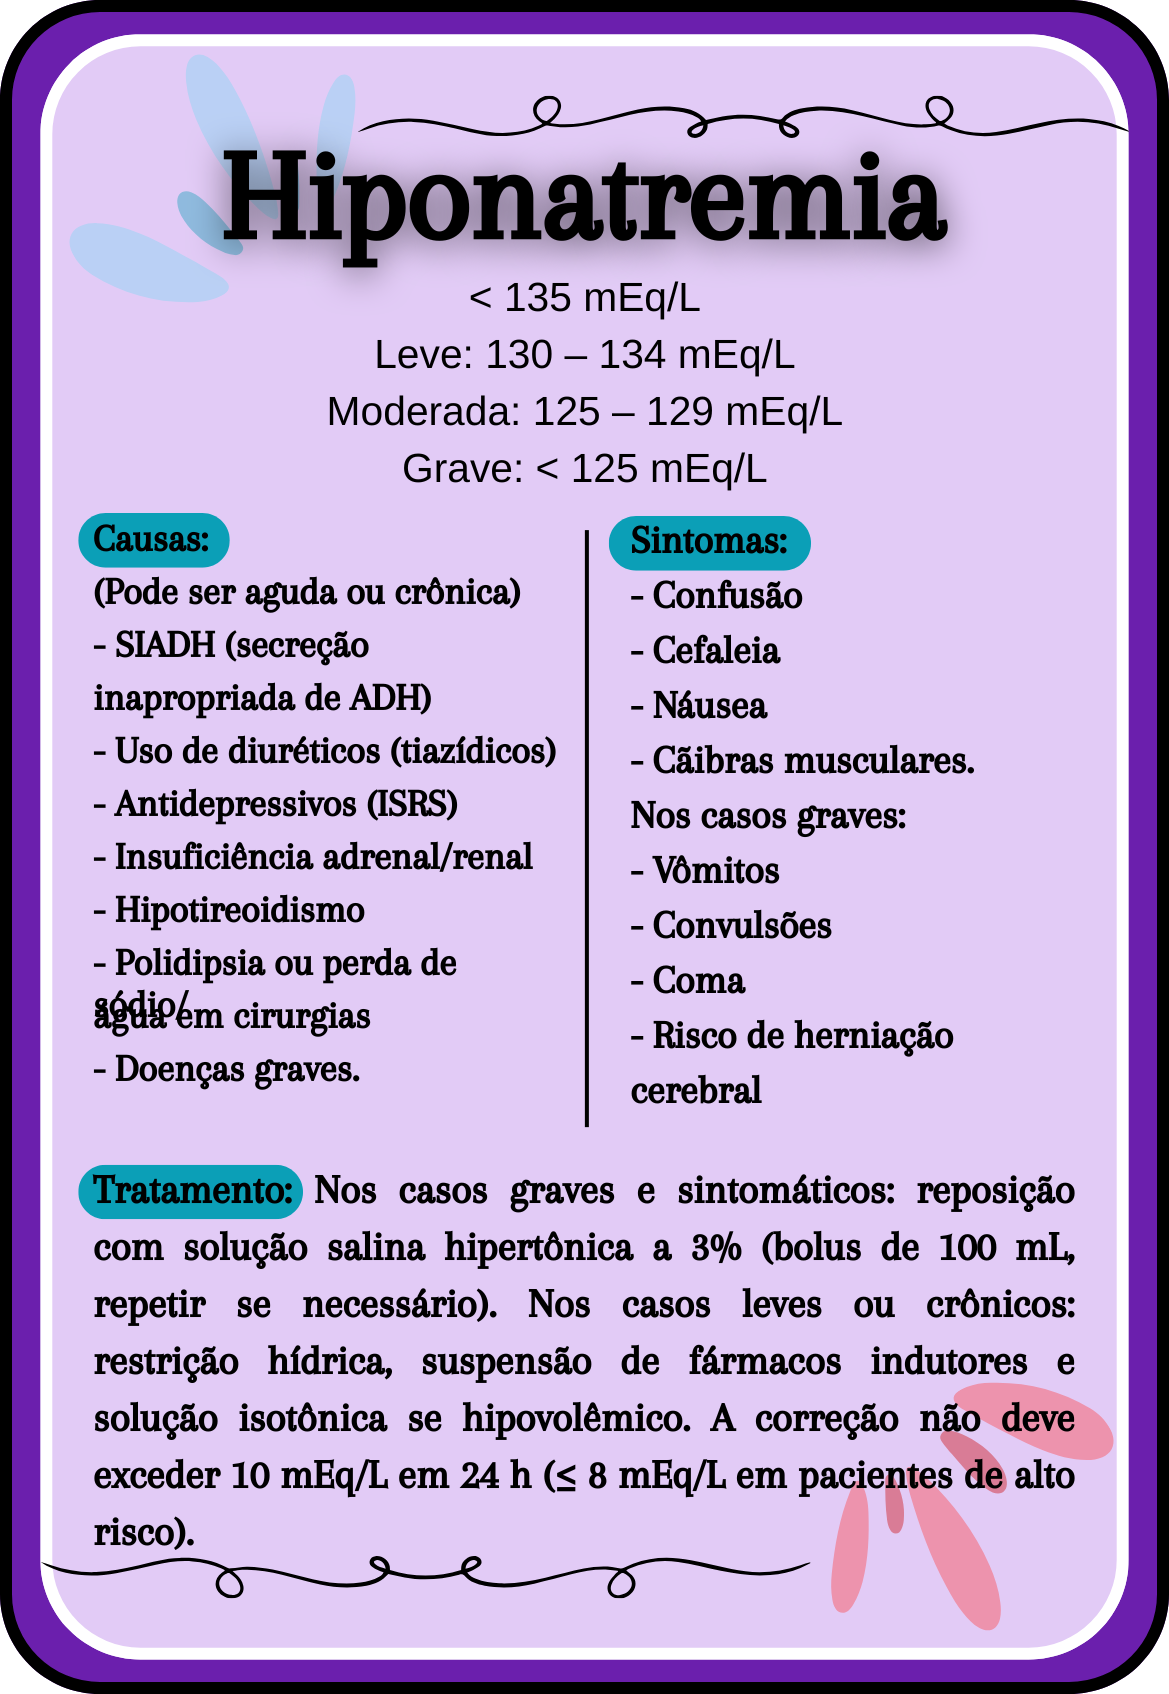 Hiponatremia
< 135 mEq/L
Leve: 130 – 134 mEq/L
Moderada: 125 – 129 mEq/L
Grave: < 125 mEq/L
Causas:
(Pode ser aguda ou crônica)
- SIADH (secreção
inapropriada de ADH)
- Uso de diuréticos (tiazídicos)
- Antidepressivos (ISRS)
- Insuficiência adrenal/renal
- Hipotireoidismo
- Polidipsia ou perda de
sódio/
água em cirurgias
- Doenças graves.
Sintomas:
- Confusão
- Cefaleia
- Náusea
- Cãibras musculares.
Nos casos graves:
- Vômitos
- Convulsões
- Coma
- Risco de herniação
cerebral
Tratamento: Nos casos graves e sintomáticos: reposição
com solução salina hipertônica a 3% (bolus de 100 mL,
repetir se necessário). Nos casos leves ou crônicos:
restrição hídrica, suspensão de fármacos indutores e
solução isotônica se hipovolêmico. A correção não deve
exceder 10 mEq/L em 24 h (≤ 8 mEq/L em pacientes de alto
risco).